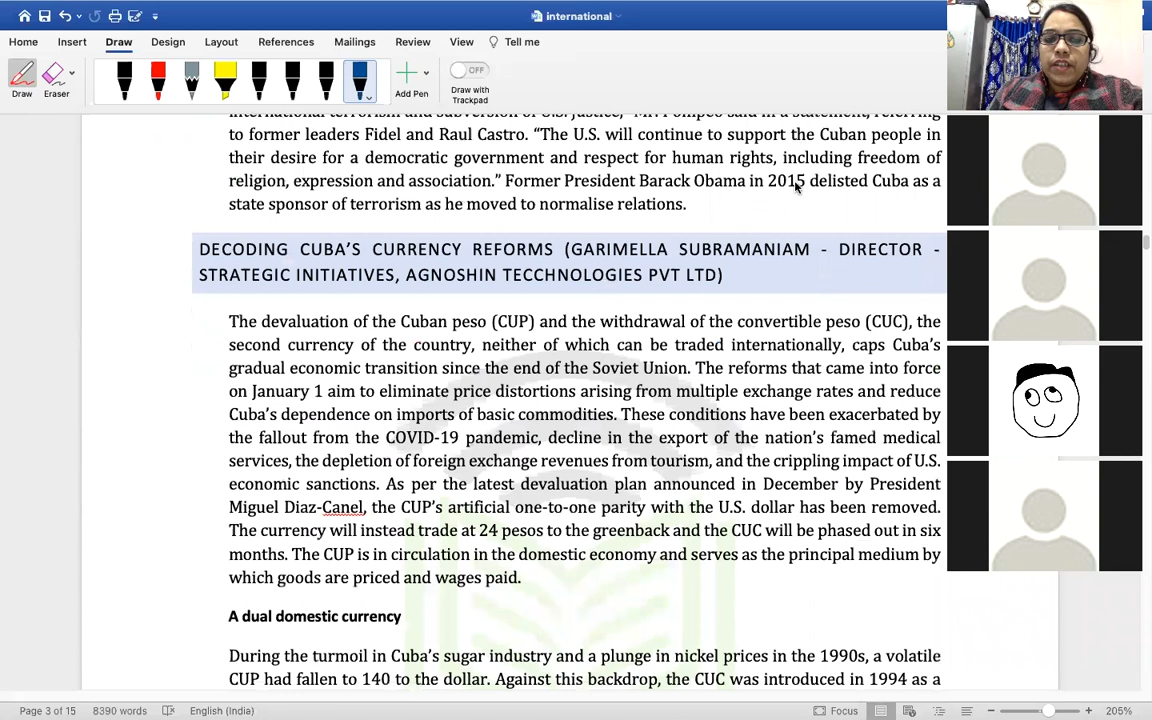 international
Home Insert Draw Design Layout References Mailings Review View Tell me
OFF
Draw Eraser Add Pen Draw with
Trackpad
international terrorism and subversion of U.S. justice," Mr. Pompeo said in a statement, referring
to former leaders Fidel and Raul Castro. “The U.S. will continue to support the Cuban people in
their desire for a democratic government and respect for human rights, including freedom of
religion, expression and association.” Former President Barack Obama in 2015 delisted Cuba as a
state sponsor of terrorism as he moved to normalise relations.
DECODING CUBA’S CURRENCY REFORMS (GARIMELLA SUBRAMANIAM - DIRECTOR -
STRATEGIC INITIATIVES, AGNOSHIN TECCHNOLOGIES PVT LTD)
The devaluation of the Cuban peso (CUP) and the withdrawal of the convertible peso (CUC), the
second currency of the country, neither of which can be traded internationally, caps Cuba’s
gradual economic transition since the end of the Soviet Union. The reforms that came into force
on January 1 aim to eliminate price distortions arising from multiple exchange rates and reduce
Cuba’s dependence on imports of basic commodities. These conditions have been exacerbated by
the fallout from the COVID-19 pandemic, decline in the export of the nation’s famed medical
services, the depletion of foreign exchange revenues from tourism, and the crippling impact of U.S.
economic sanctions. As per the latest devaluation plan announced in December by President
Miguel Diaz-Canel, the CUP’s artificial one-to-one parity with the U.S. dollar has been removed.
The currency will instead trade at 24 pesos to the greenback and the CUC will be phased out in six
months. The CUP is in circulation in the domestic economy and serves as the principal medium by
which goods are priced and wages paid.
A dual domestic currency
During the turmoil in Cuba’s sugar industry and a plunge in nickel prices in the 1990s, a volatile
CUP had fallen to 140 to the dollar. Against this backdrop, the CUC was introduced in 1994 as a
Page 3 of 15 8390 words English (India) Focus 205%